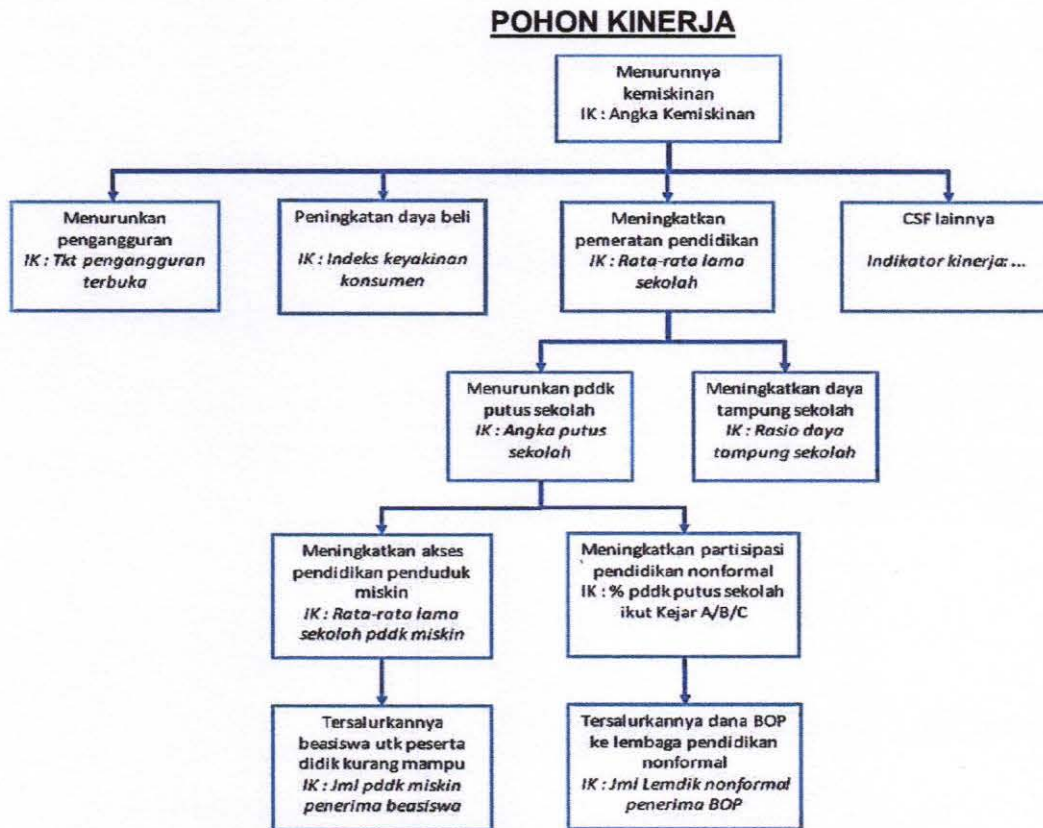 POHON KINERJA
Menurunnya
kemiskinan
IK : Angka Kemiskinan
Menurunkan
pengangguran
IK : Tkt pengangguran
terbuka
Peningkatan daya beli
IK : Indeks keyakinan
konsumen
Meningkatkan
pemeratan pendidikan
IK : Rata-rata lama
sekolah
CSF lainnya
Indikator kinerja: ...
Menurunkan pddk
putus sekolah
IK : Angka putus
sekolah
Meningkatkan daya
tampung sekolah
IK : Rasio daya
tampung sekolah
Meningkatkan akses
pendidikan penduduk
miskin
IK : Rata-rata lama
sekolah pddk miskin
Meningkatkan partisipasi
pendidikan nonformal
IK : % pddk putus sekolah
ikut Kejar A/B/C
Tersalurkannya
beasiswa utk peserta
didik kurang mampu
IK : Jml pddk miskin
penerima beasiswa
Tersalurkannya dana BOP
ke lembaga pendidikan
nonformal
IK : Jml Lemdik nonformal
penerima BOP